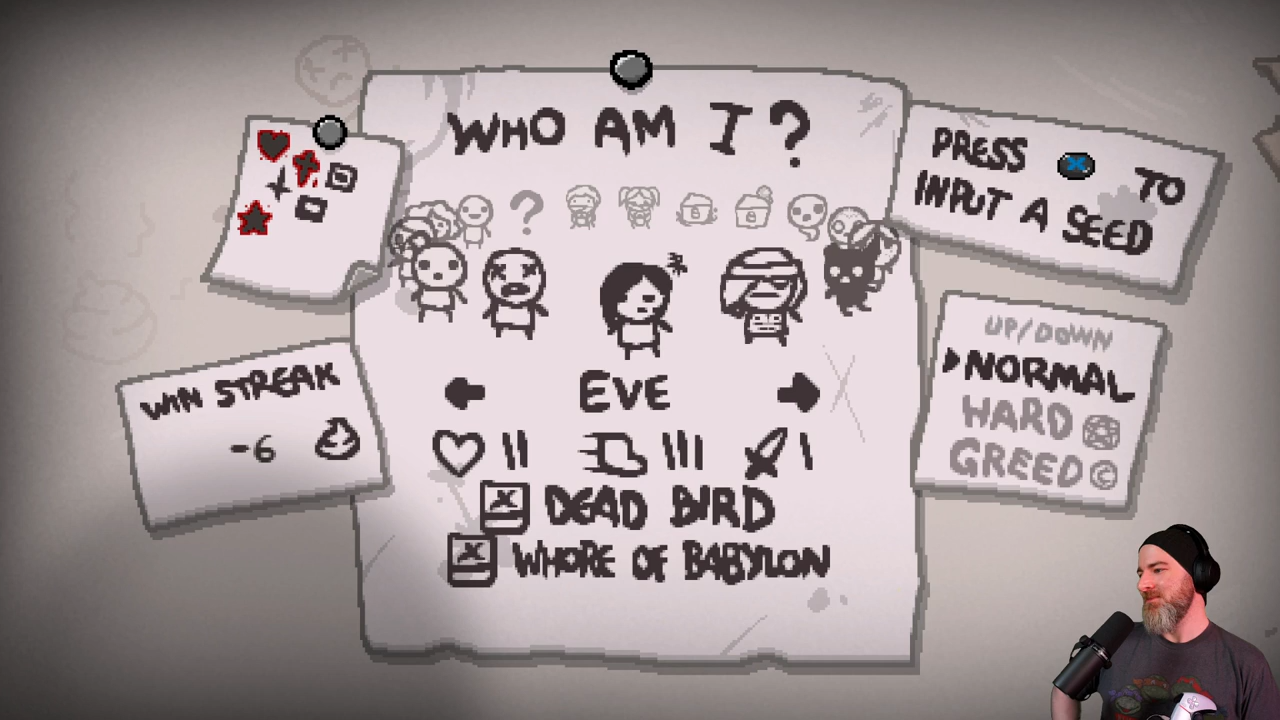 WHO AM I?
PRESS X TO
INPUT A SEED
WIN STREAK
-6
UP/DOWN
NORMAL
HARD
GREED
EVE
DEAD BIRD
WHORE OF BABYLON